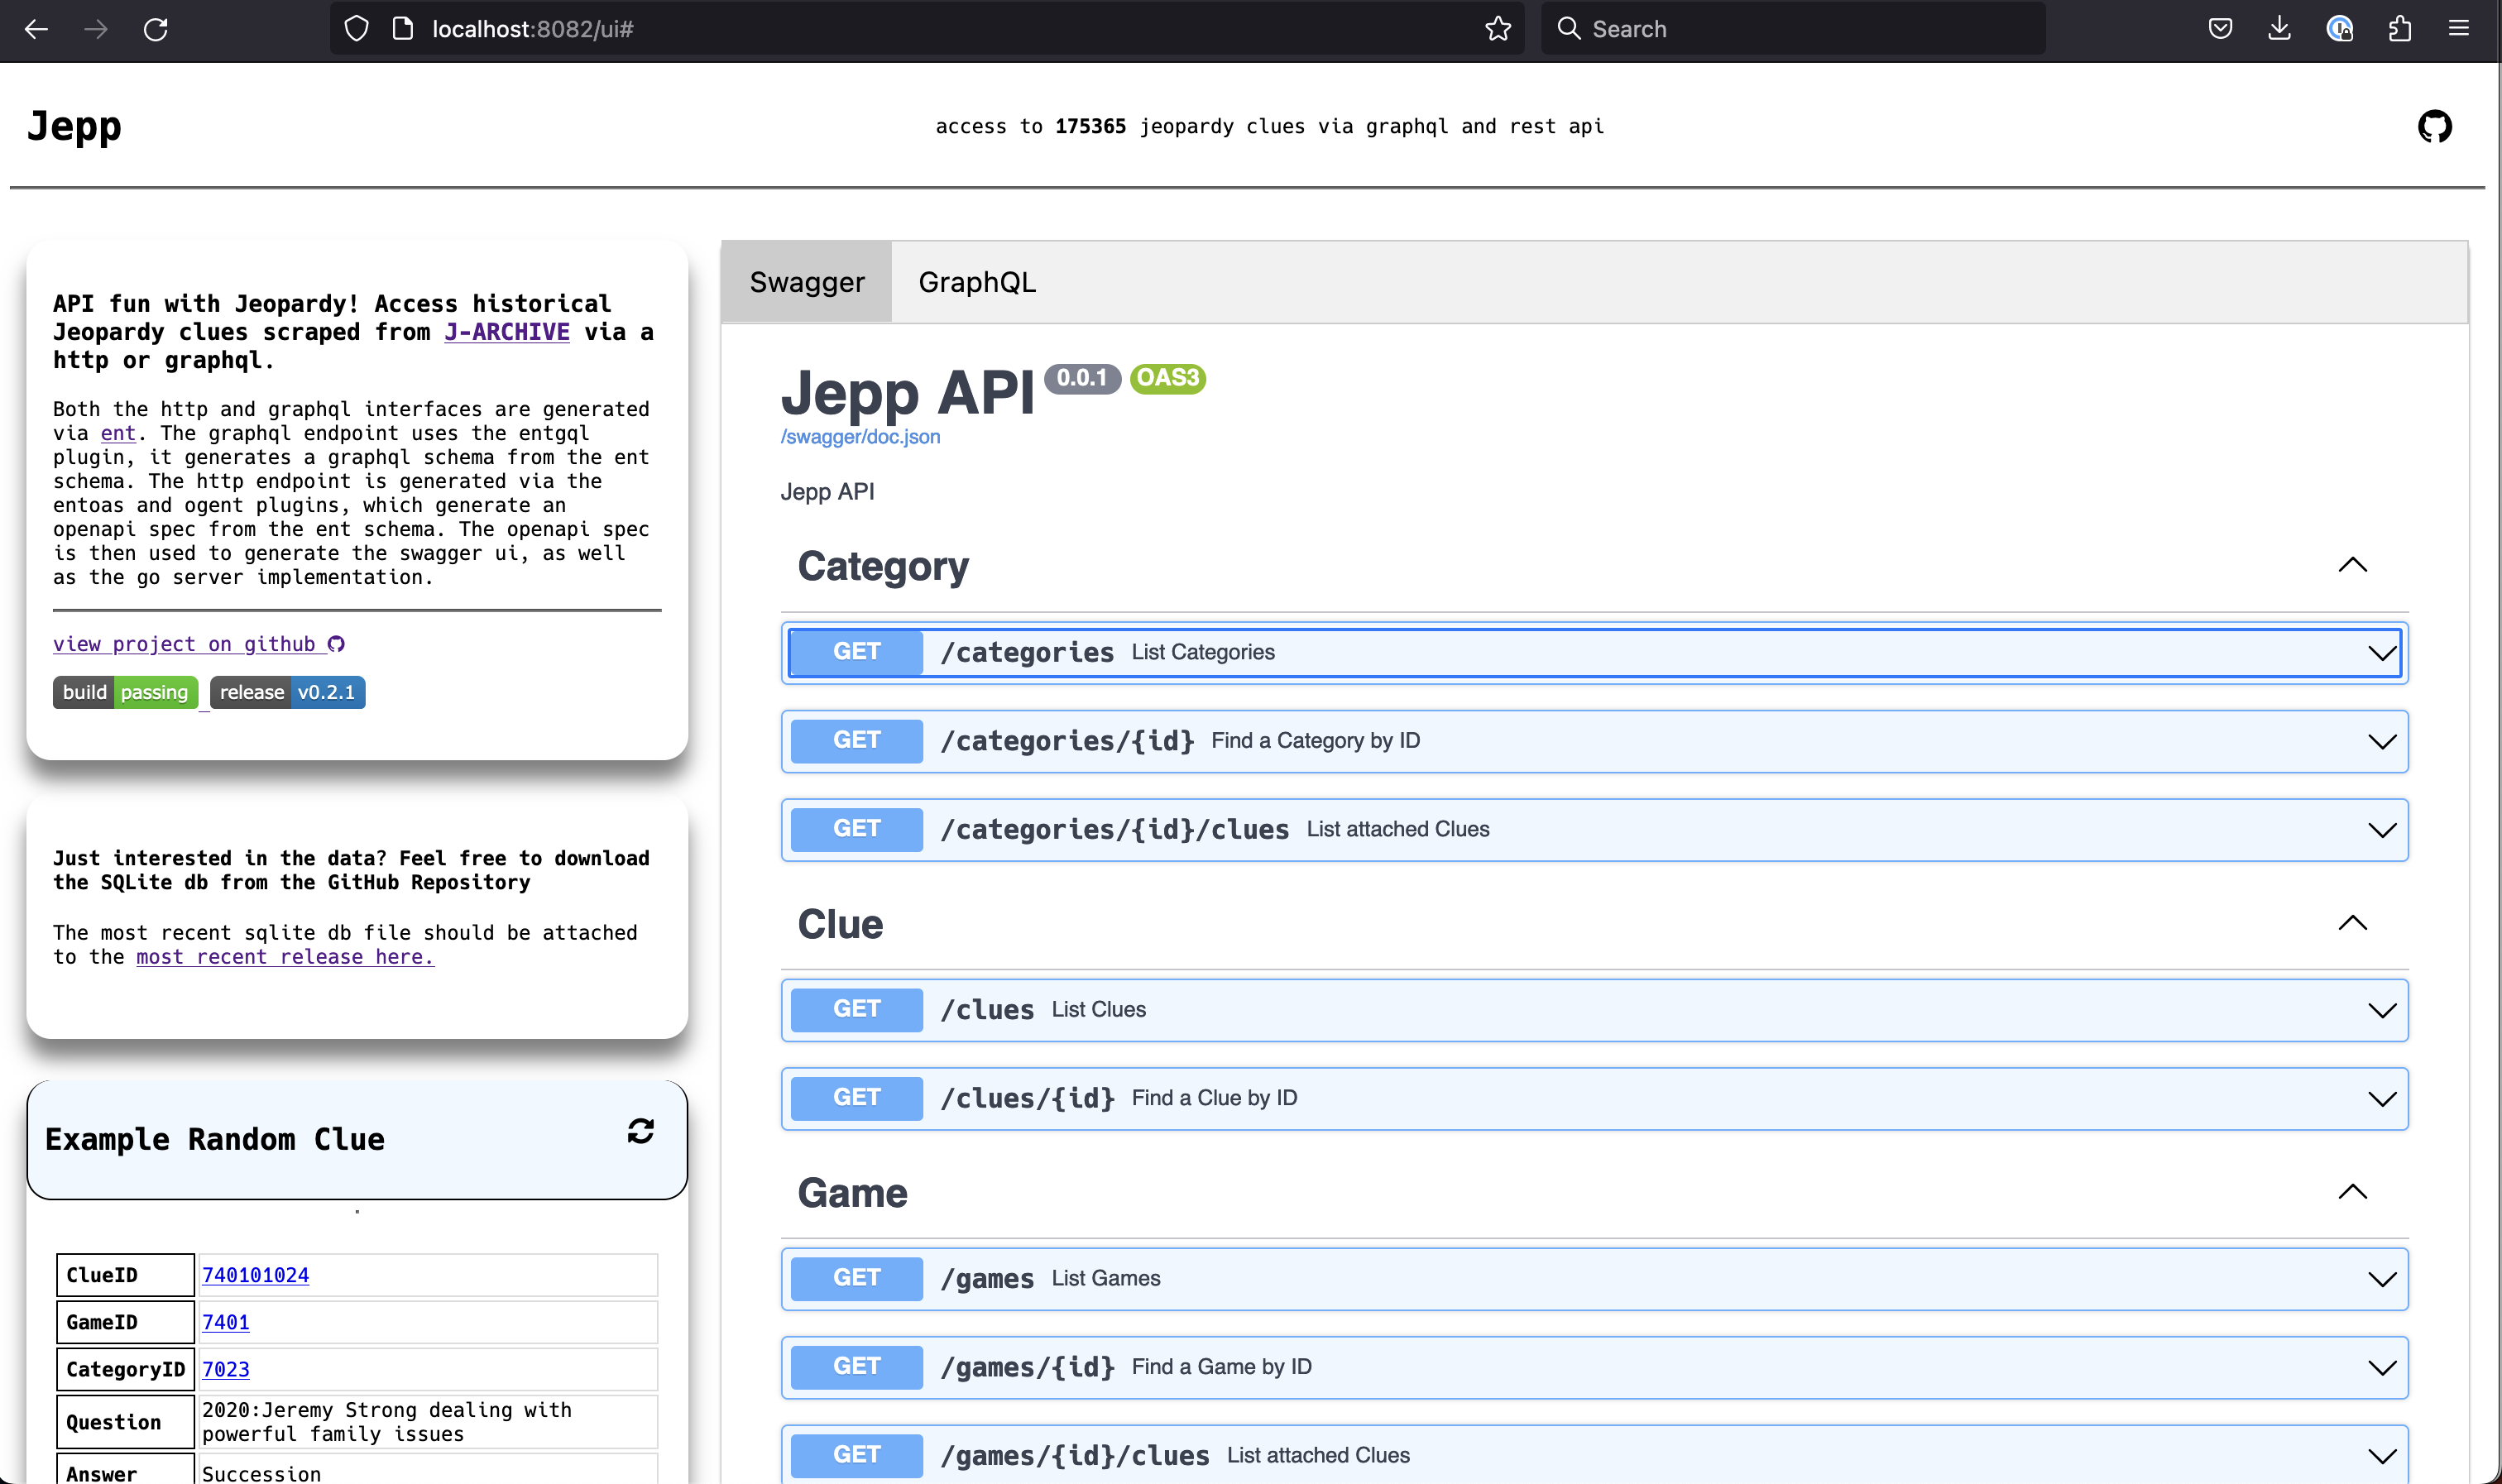 localhost:8082/ui#
Search
Jepp
access to 175365 jeopardy clues via graphql and rest api
API fun with Jeopardy! Access historical
Jeopardy clues scraped from J-ARCHIVE via a
http or graphql.
Both the http and graphql interfaces are generated
via ent. The graphql endpoint uses the entgql
plugin, it generates a graphql schema from the ent
schema. The http endpoint is generated via the
entoas and ogent plugins, which generate an
openapi spec from the ent schema. The openapi spec
is then used to generate the swagger ui, as well
as the go server implementation.
view project on github
build passing release v0.2.1
Just interested in the data? Feel free to download
the SQLite db from the GitHub Repository
The most recent sqlite db file should be attached
to the most recent release here.
Example Random Clue
.
ClueID 740101024
GameID 7401
CategoryID 7023
Question 2020:Jeremy Strong dealing with
powerful family issues
Answer Succession
Swagger GraphQL
Jepp API 0.0.1 OAS3
/swagger/doc.json
Jepp API
Category
GET /categories List Categories
GET /categories/{id} Find a Category by ID
GET /categories/{id}/clues List attached Clues
Clue
GET /clues List Clues
GET /clues/{id} Find a Clue by ID
Game
GET /games List Games
GET /games/{id} Find a Game by ID
GET /games/{id}/clues List attached Clues